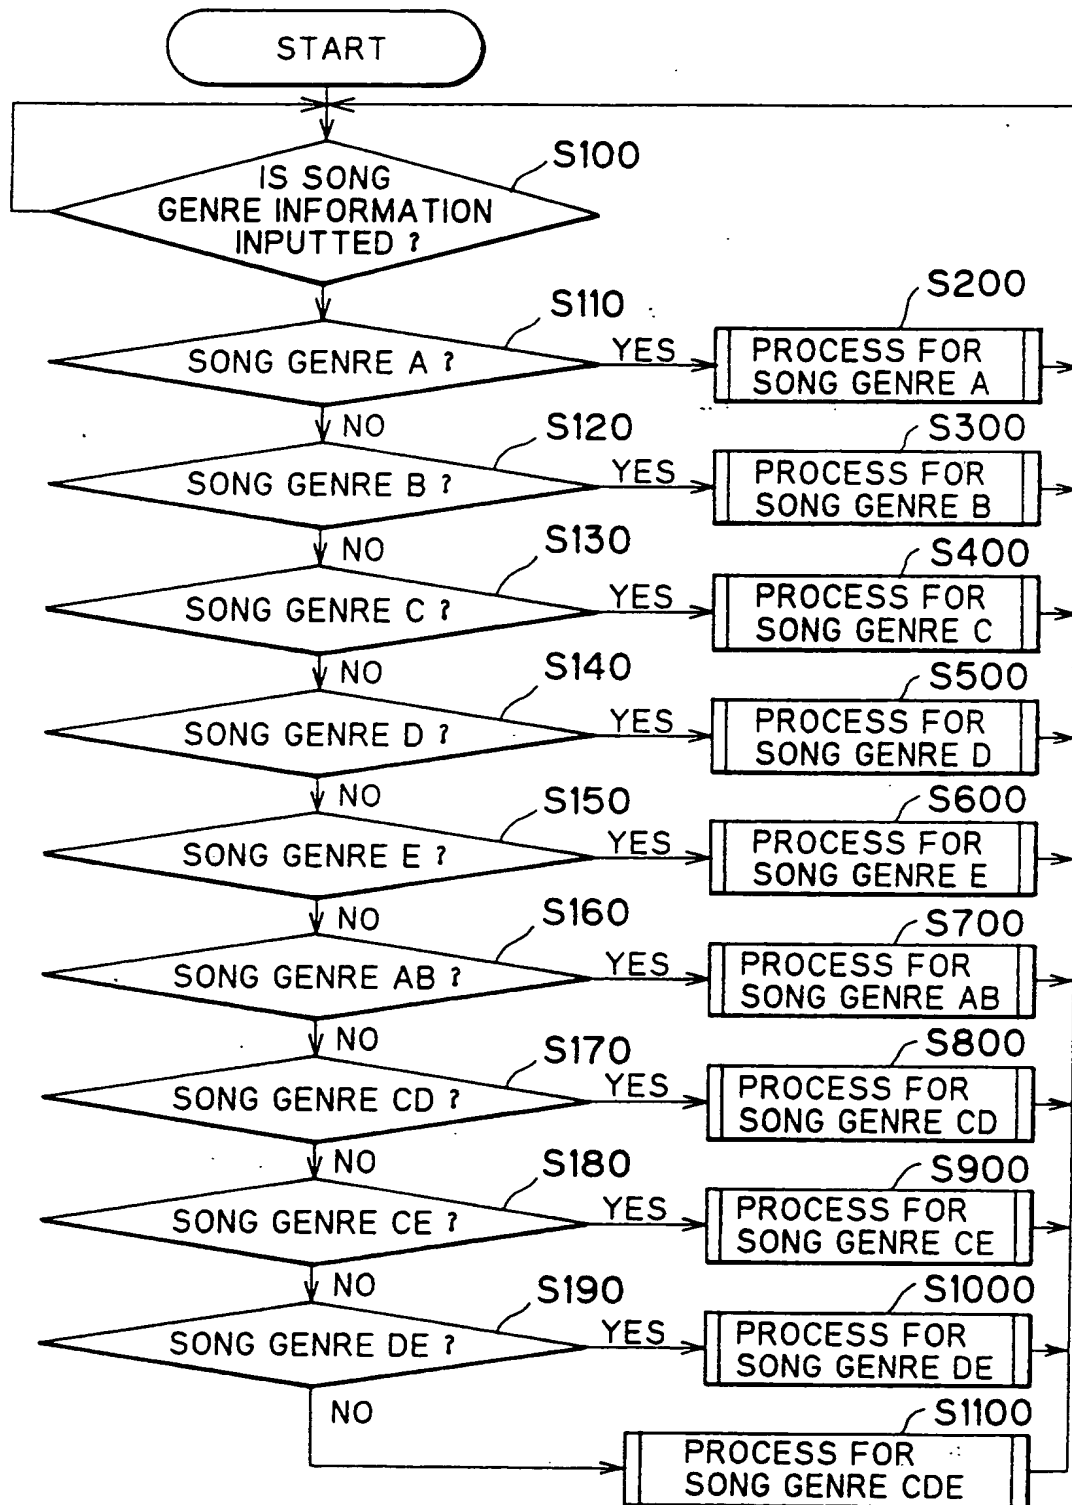 START
S100
IS SONG
GENRE INFORMATION
INPUTTED ?
S110
SONG GENRE A ?
YES
S200
PROCESS FOR
SONG GENRE A
NO
S120
SONG GENRE B ?
YES
S300
PROCESS FOR
SONG GENRE B
NO
S130
SONG GENRE C ?
YES
S400
PROCESS FOR
SONG GENRE C
NO
S140
SONG GENRE D ?
YES
S500
PROCESS FOR
SONG GENRE D
NO
S150
SONG GENRE E ?
YES
S600
PROCESS FOR
SONG GENRE E
NO
S160
SONG GENRE AB ?
YES
S700
PROCESS FOR
SONG GENRE AB
NO
S170
SONG GENRE CD ?
YES
S800
PROCESS FOR
SONG GENRE CD
NO
S180
SONG GENRE CE ?
YES
S900
PROCESS FOR
SONG GENRE CE
NO
S190
SONG GENRE DE ?
YES
S1000
PROCESS FOR
SONG GENRE DE
NO
S1100
PROCESS FOR
SONG GENRE CDE